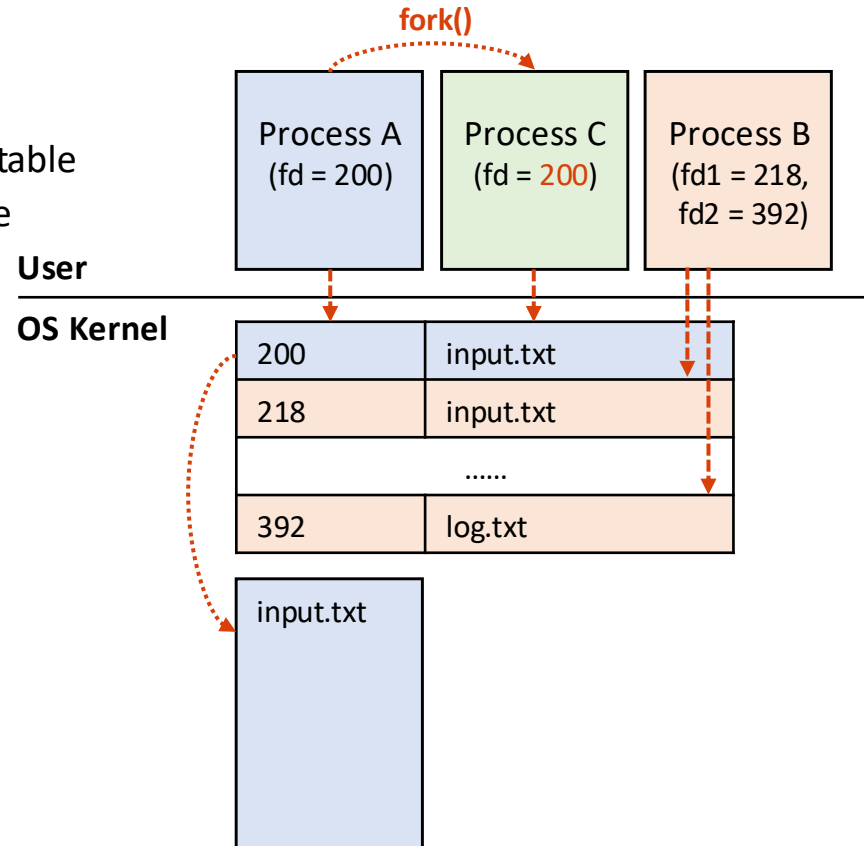 fork()
table
e
Process A
(fd = 200)
Process C
(fd = 200)
Process B
(fd1 = 218,
fd2 = 392)
User
OS Kernel
200 input.txt
218 input.txt
……
392 log.txt
input.txt